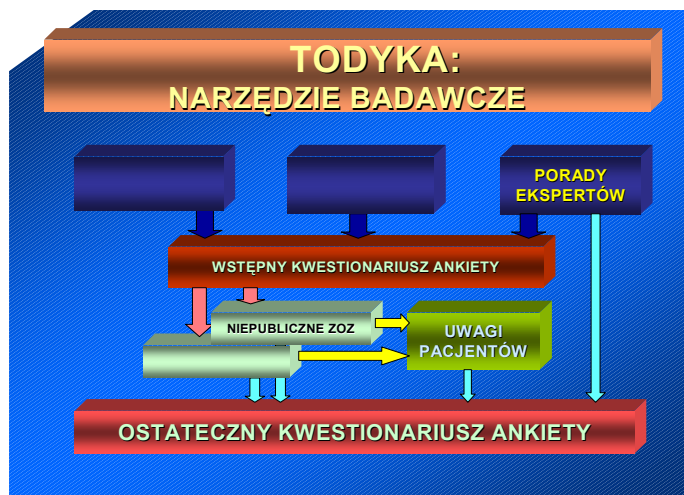 TODYKA:
NARZĘDZIE BADAWCZE
PORADY
EKSPERTÓW
WSTĘPNY KWESTIONARIUSZ ANKIETY
NIEPUBLICZNE ZOZ
UWAGI
PACJENTÓW
OSTATECZNY KWESTIONARIUSZ ANKIETY